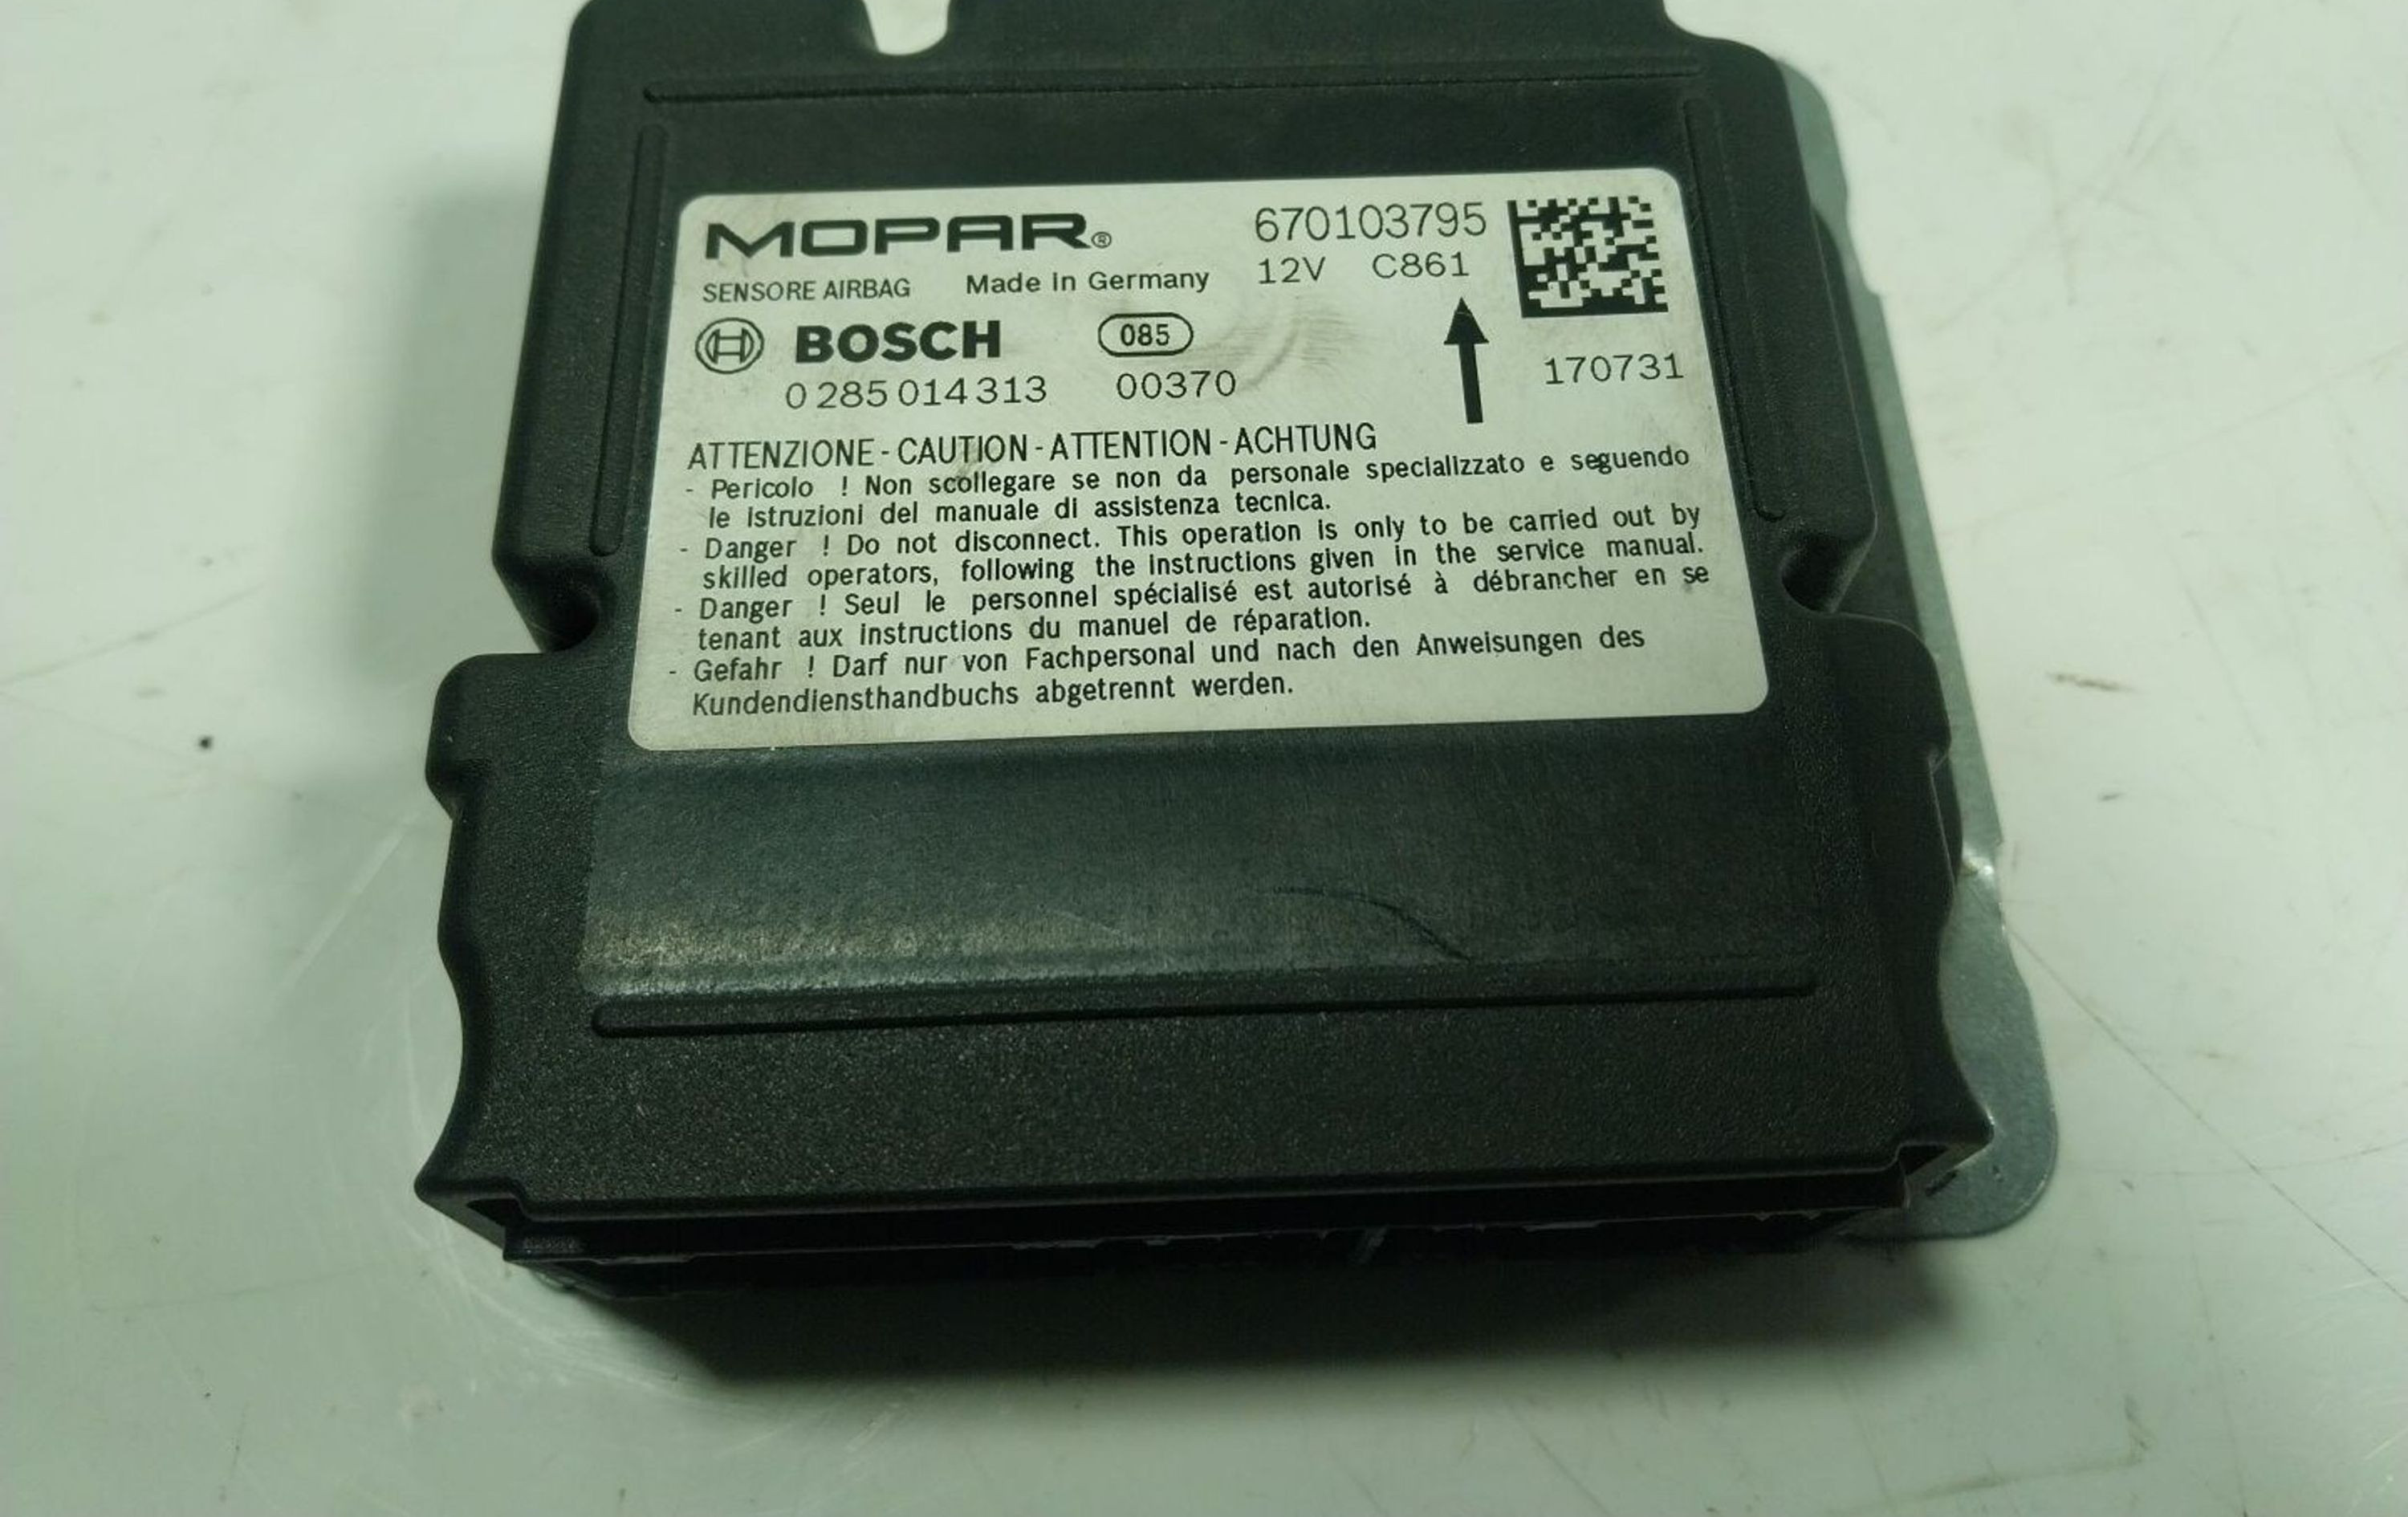 MOPAR® 670103795
SENSORE AIRBAG Made in Germany 12V C861
BOSCH 085
0 285 014 313 00370 170731
ATTENZIONE - CAUTION - ATTENTION - ACHTUNG
- Pericolo ! Non scollegare se non da personale specializzato e seguendo
le istruzioni del manuale di assistenza tecnica.
- Danger ! Do not disconnect. This operation is only to be carried out by
skilled operators, following the instructions given in the service manual.
- Danger ! Seul le personnel spécialisé est autorisé à débrancher en se
tenant aux instructions du manuel de réparation.
- Gefahr ! Darf nur von Fachpersonal und nach den Anweisungen des
Kundendiensthandbuchs abgetrennt werden.